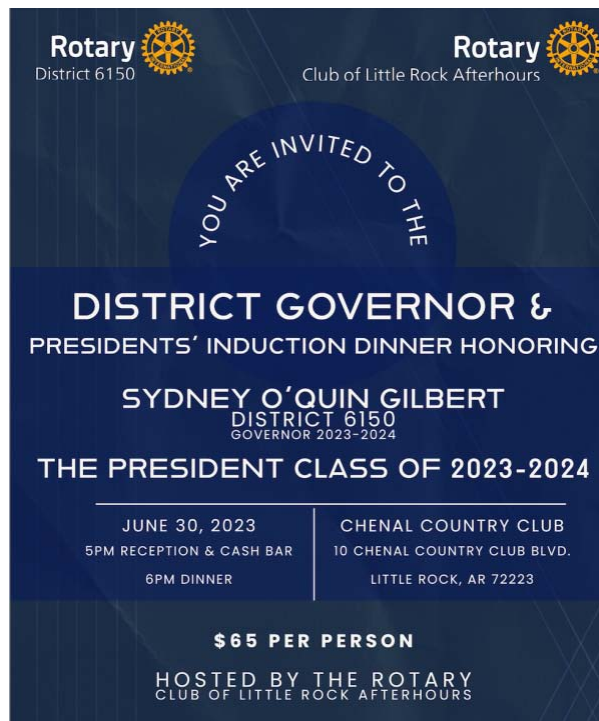 Rotary
District 6150
Rotary
Club of Little Rock Afterhours
YOU ARE INVITED TO THE
DISTRICT GOVERNOR &
PRESIDENTS' INDUCTION DINNER HONORING
SYDNEY O'QUIN GILBERT
DISTRICT 6150
GOVERNOR 2023-2024
THE PRESIDENT CLASS OF 2023-2024
JUNE 30, 2023
5PM RECEPTION & CASH BAR
6PM DINNER
CHENAL COUNTRY CLUB
10 CHENAL COUNTRY CLUB BLVD.
LITTLE ROCK, AR 72223
$65 PER PERSON
HOSTED BY THE ROTARY
CLUB OF LITTLE ROCK AFTERHOURS